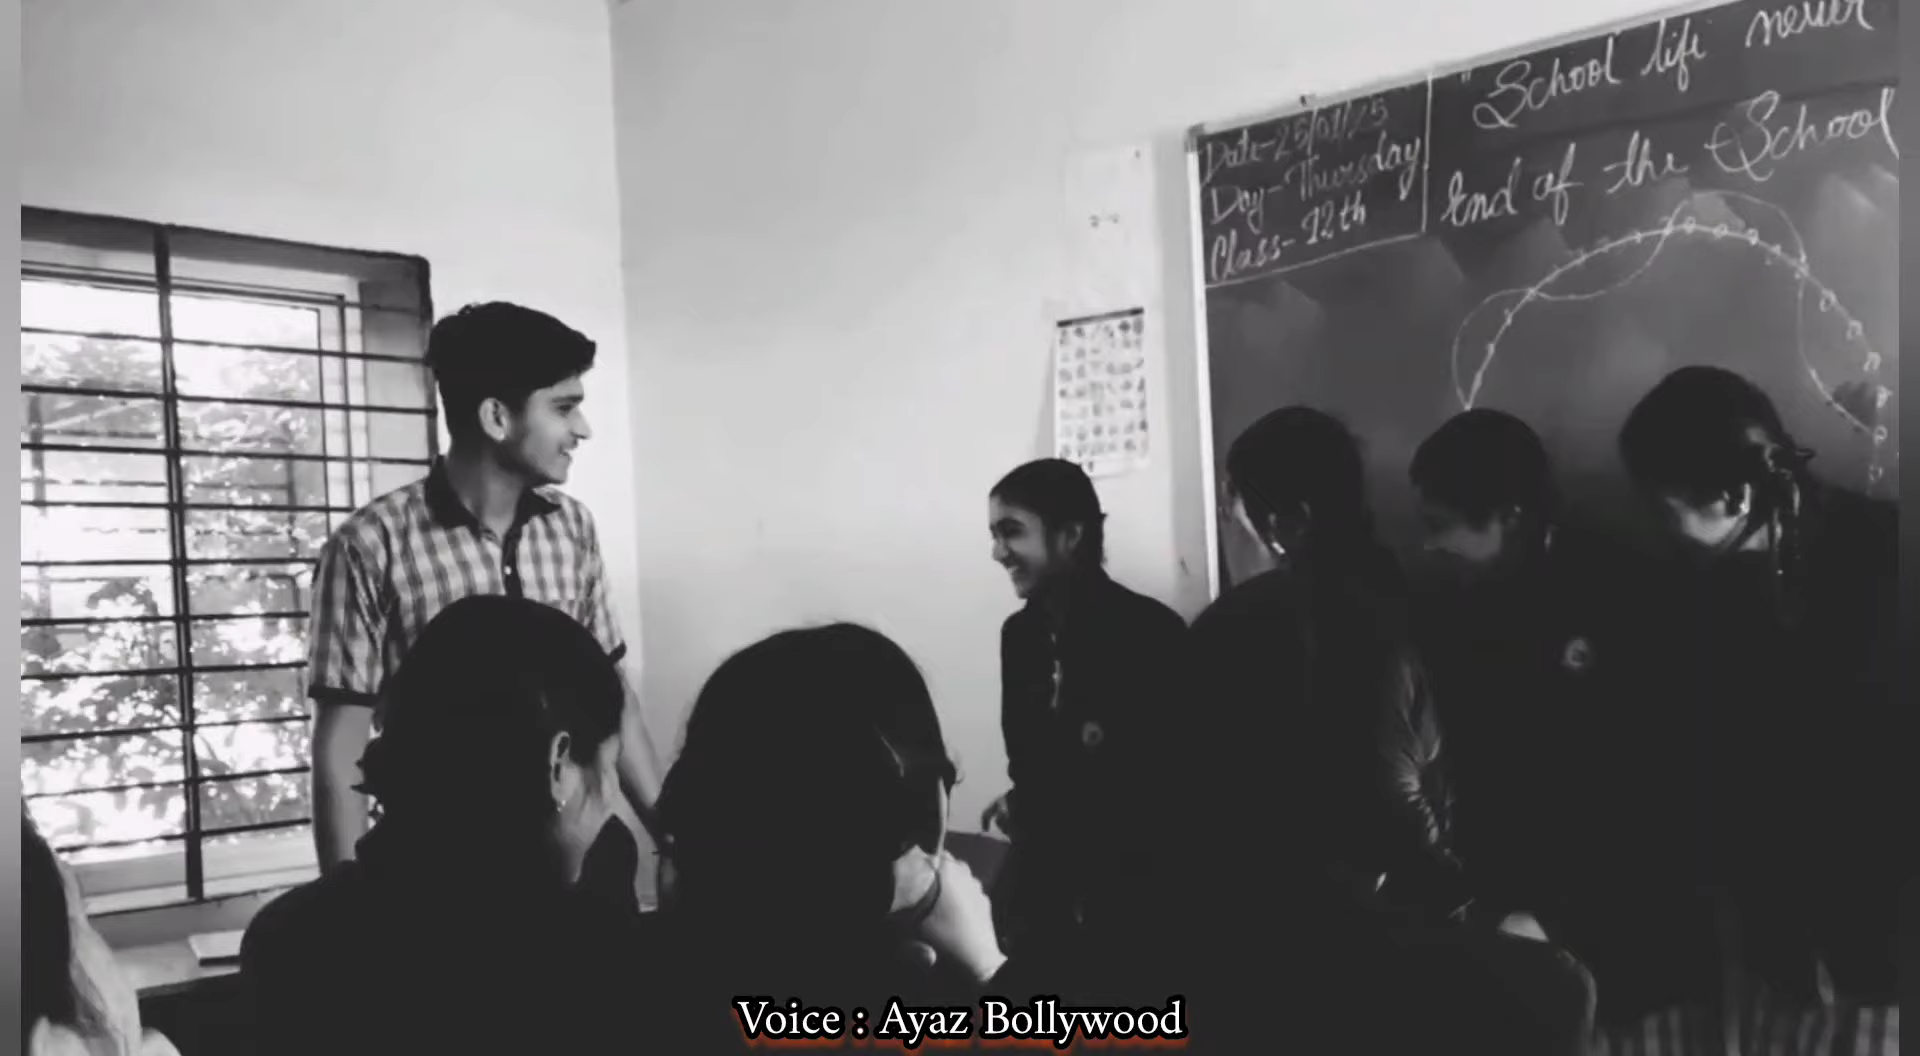 Date-25/01/25
Day-Thursday
Class-12th
"School life never
End of the School
Voice : Ayaz Bollywood